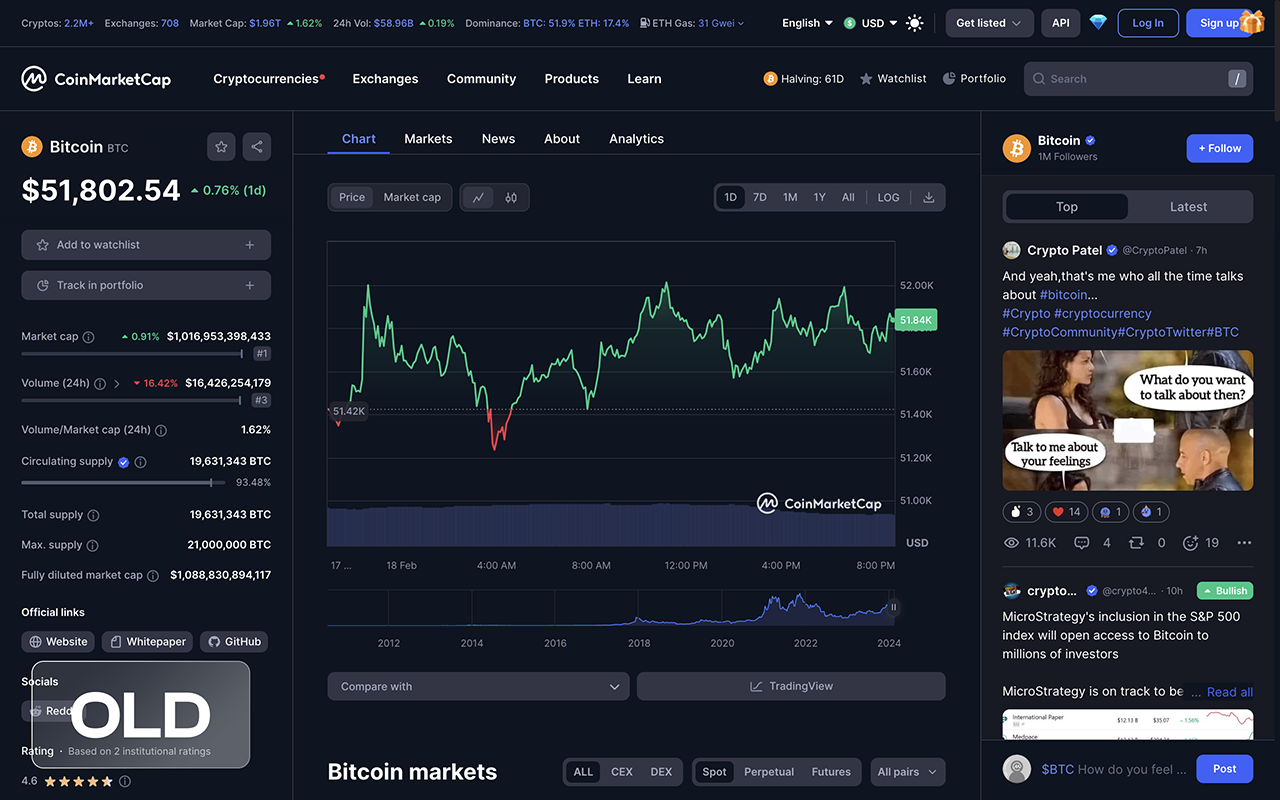 Cryptos: 2.2M+ Exchanges: 708 Market Cap: $1.96T 1.62% 24h Vol: $58.96B 0.19% Dominance: BTC: 51.9% ETH: 17.4% ETH Gas: 31 Gwei English USD Get listed API Log In Sign up
CoinMarketCap Cryptocurrencies Exchanges Community Products Learn Halving: 61D Watchlist Portfolio Search /
Bitcoin BTC
$51,802.54 0.76% (1d)
Add to watchlist +
Track in portfolio +
Market cap 0.91% $1,016,953,398,433
#1
Volume (24h) 16.42% $16,426,254,179
#3
Volume/Market cap (24h) 1.62%
Circulating supply 19,631,343 BTC
93.48%
Total supply 19,631,343 BTC
Max. supply 21,000,000 BTC
Fully diluted market cap $1,088,830,894,117
Official links
Website Whitepaper GitHub
Socials
Redd
OLD
Rating · Based on 2 institutional ratings
4.6
Chart Markets News About Analytics
Price Market cap 1D 7D 1M 1Y All LOG
52.00K
51.84K
51.60K
51.42K
51.40K
51.20K
51.00K
CoinMarketCap
USD
17 ... 18 Feb 4:00 AM 8:00 AM 12:00 PM 4:00 PM 8:00 PM
2012 2014 2016 2018 2020 2022 2024
Compare with TradingView
Bitcoin markets ALL CEX DEX Spot Perpetual Futures All pairs
Bitcoin
1M Followers
+ Follow
Top Latest
Crypto Patel @CryptoPatel · 7h
And yeah,that's me who all the time talks
about #bitcoin...
#Crypto #cryptocurrency
#CryptoCommunity#CryptoTwitter#BTC
What do you want
to talk about then?
Talk to me about
your feelings
3 14 1 1
11.6K 4 0 19
crypto... @crypto4... · 10h Bullish
MicroStrategy's inclusion in the S&P 500
index will open access to Bitcoin to
millions of investors
MicroStrategy is on track to be ... Read all
International Paper $12.13 B $35.07 1.56%
Medpace
$BTC How do you feel ... Post